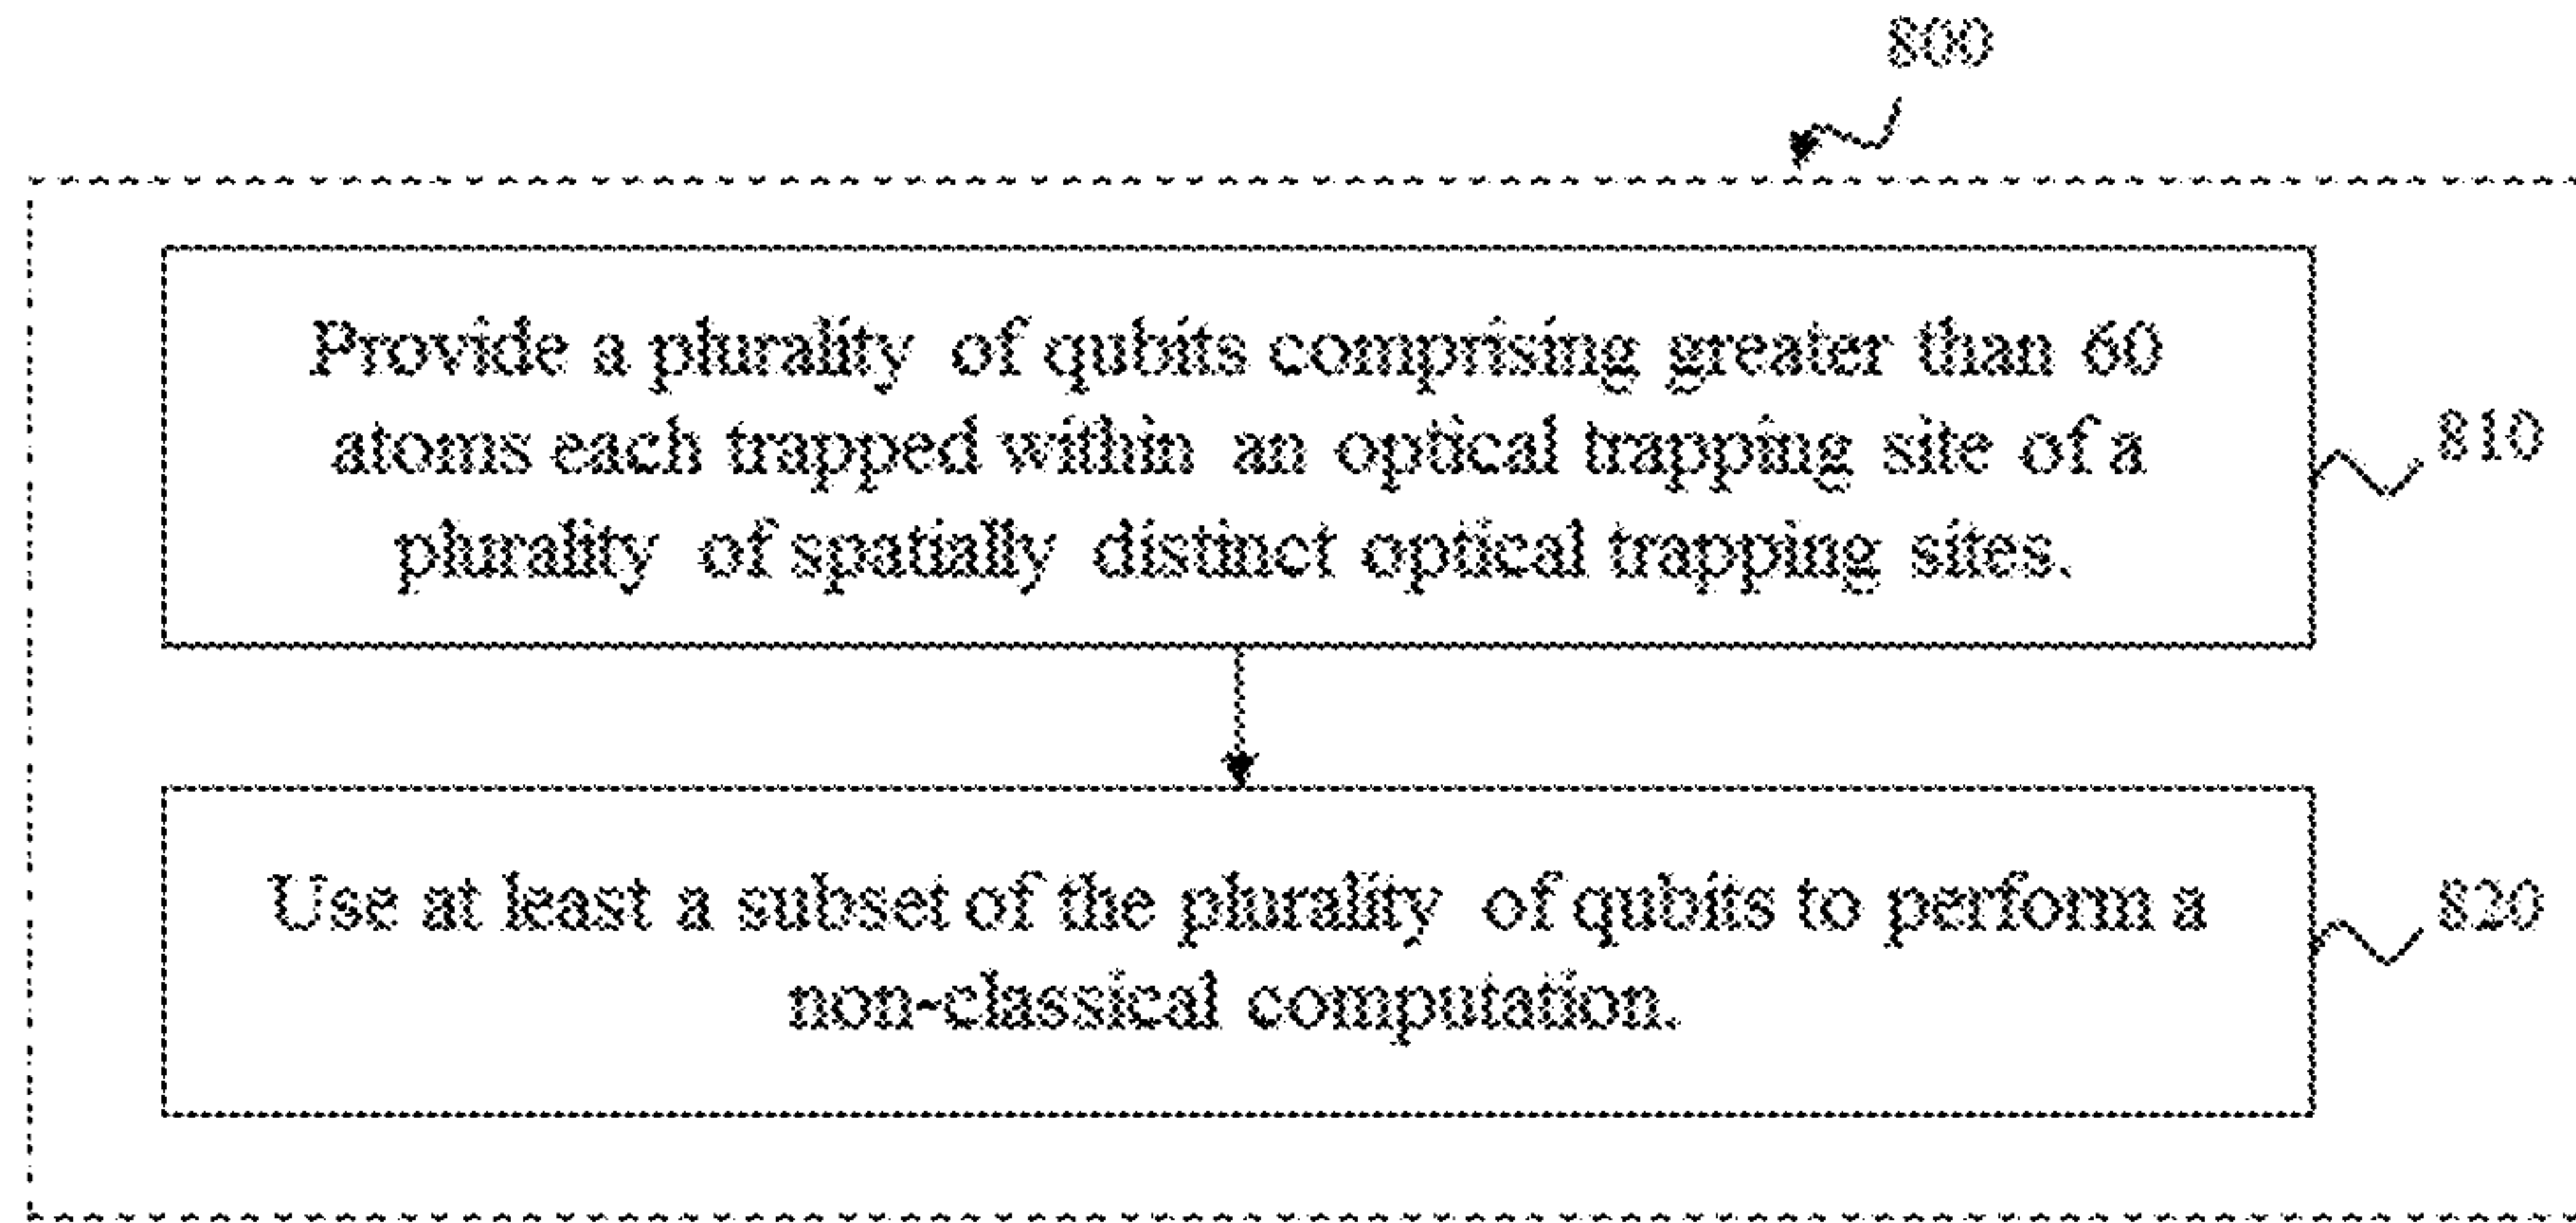 800
Provide a plurality of qubits comprising greater than 60
atoms each trapped within an optical trapping site of a
plurality of spatially distinct optical trapping sites.
810
Use at least a subset of the plurality of qubits to perform a
non-classical computation.
820